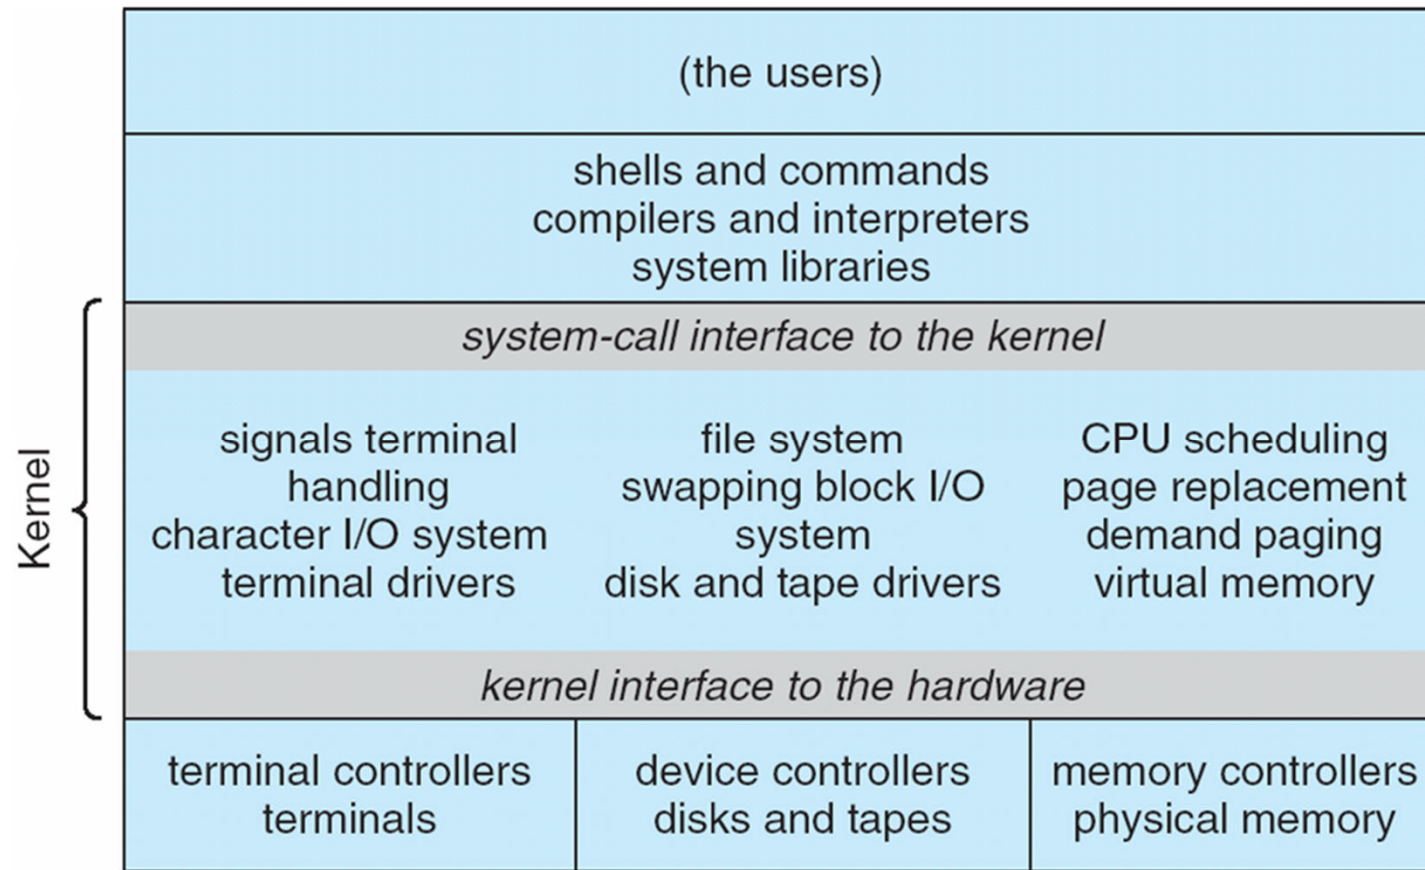 (the users)
shells and commands
compilers and interpreters
system libraries
system-call interface to the kernel
Kernel
signals terminal
handling
character I/O system
terminal drivers
file system
swapping block I/O
system
disk and tape drivers
CPU scheduling
page replacement
demand paging
virtual memory
kernel interface to the hardware
terminal controllers
terminals
device controllers
disks and tapes
memory controllers
physical memory